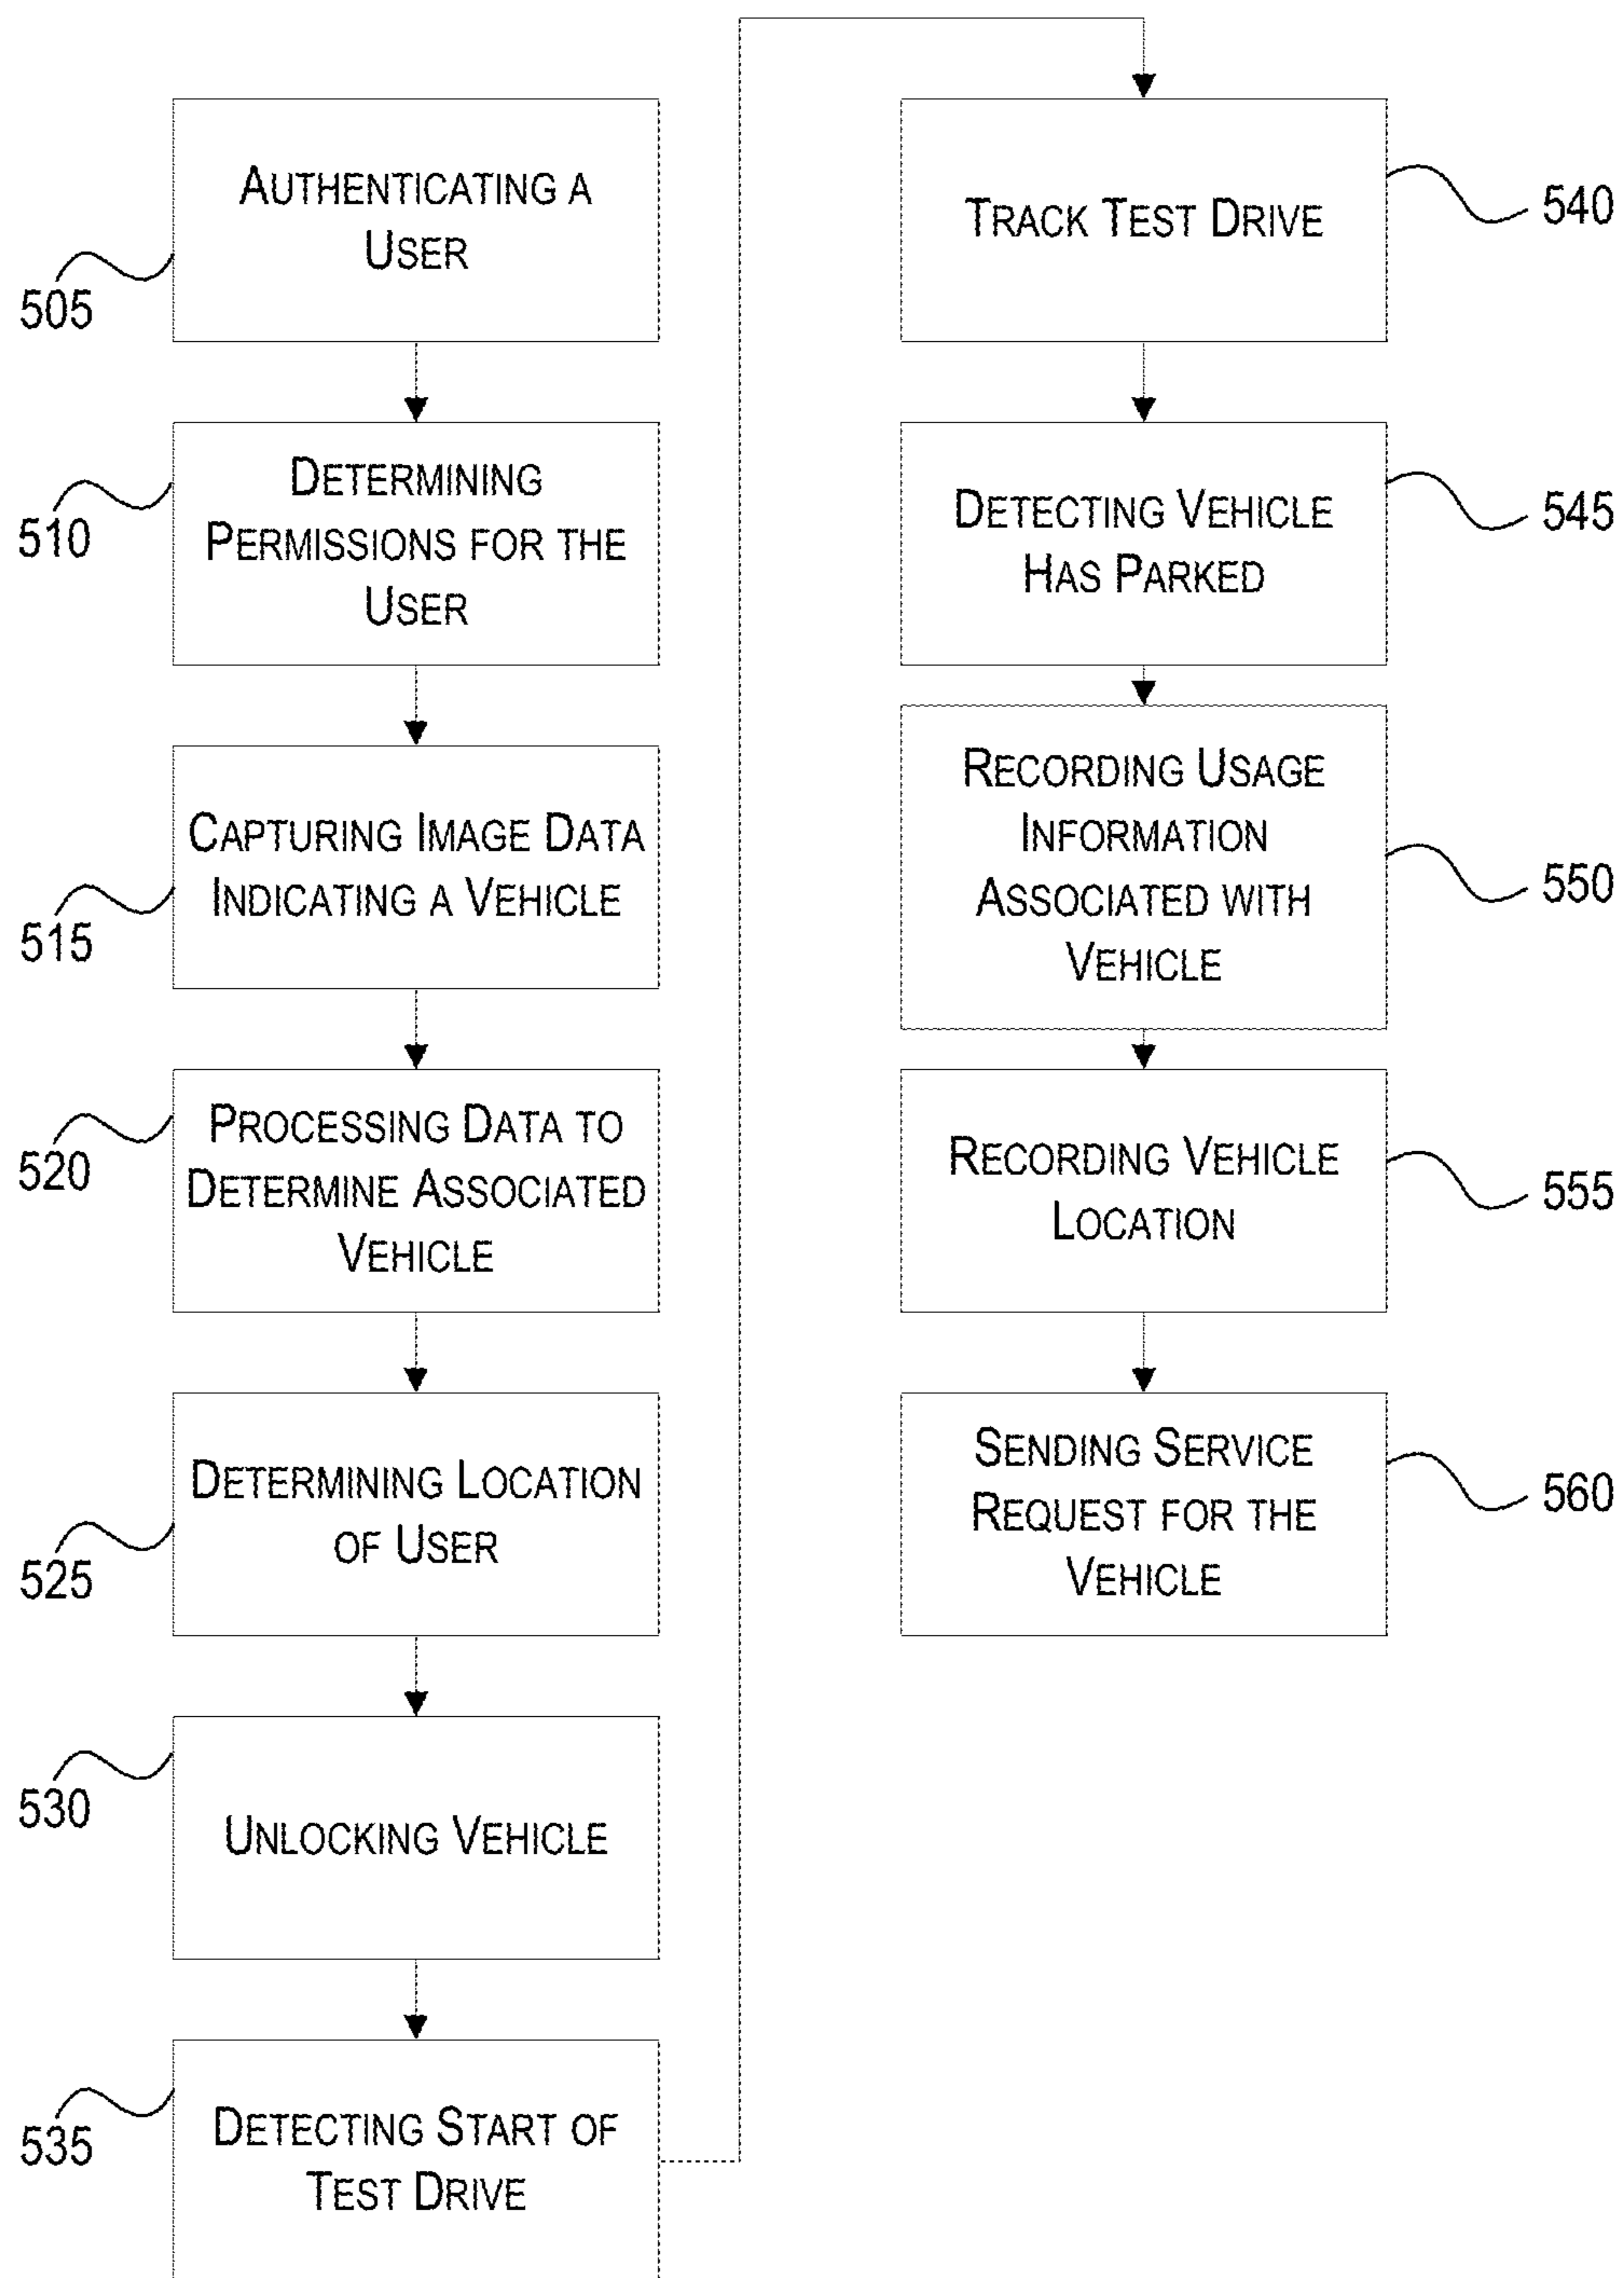 AUTHENTICATING A
USER
505
DETERMINING
PERMISSIONS FOR THE
USER
510
CAPTURING IMAGE DATA
INDICATING A VEHICLE
515
PROCESSING DATA TO
DETERMINE ASSOCIATED
VEHICLE
520
DETERMINING LOCATION
OF USER
525
UNLOCKING VEHICLE
530
DETECTING START OF
TEST DRIVE
535
TRACK TEST DRIVE
540
DETECTING VEHICLE
HAS PARKED
545
RECORDING USAGE
INFORMATION
ASSOCIATED WITH
VEHICLE
550
RECORDING VEHICLE
LOCATION
555
SENDING SERVICE
REQUEST FOR THE
VEHICLE
560